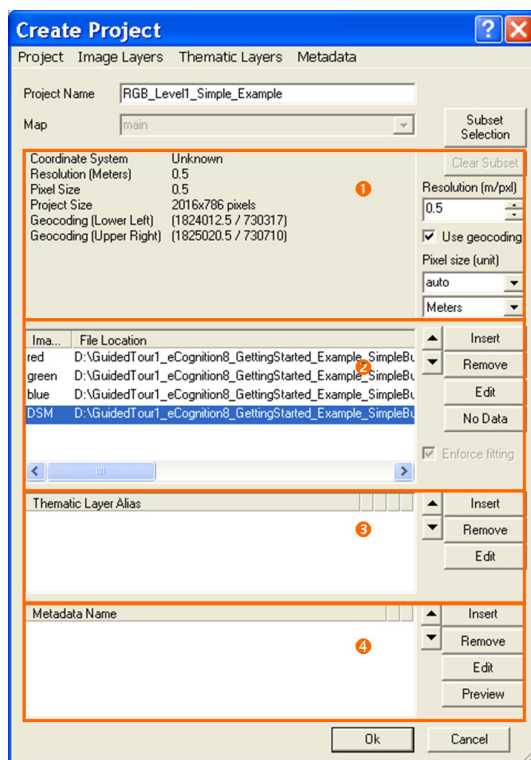 Create Project
Project Image Layers Thematic Layers Metadata
Project Name RGB_Level1_Simple_Example
Map main
Subset Selection
Clear Subset
Coordinate System Unknown
Resolution (Meters) 0.5
Pixel Size 0.5
Project Size 2016x786 pixels
Geocoding (Lower Left) (1824012.5 / 730317)
Geocoding (Upper Right) (1825020.5 / 730710)
1
Resolution (m/pxl)
0.5
Use geocoding
Pixel size (unit)
auto
Meters
Ima... File Location
red D:\GuidedTour1_eCognition8_GettingStarted_Example_SimpleBu
green D:\GuidedTour1_eCognition8_GettingStarted_Example_SimpleBu
blue D:\GuidedTour1_eCognition8_GettingStarted_Example_SimpleBu
DSM D:\GuidedTour1_eCognition8_GettingStarted_Example_SimpleBu
2
Insert
Remove
Edit
No Data
Enforce fitting
Thematic Layer Alias
3
Insert
Remove
Edit
Metadata Name
4
Insert
Remove
Edit
Preview
Ok Cancel